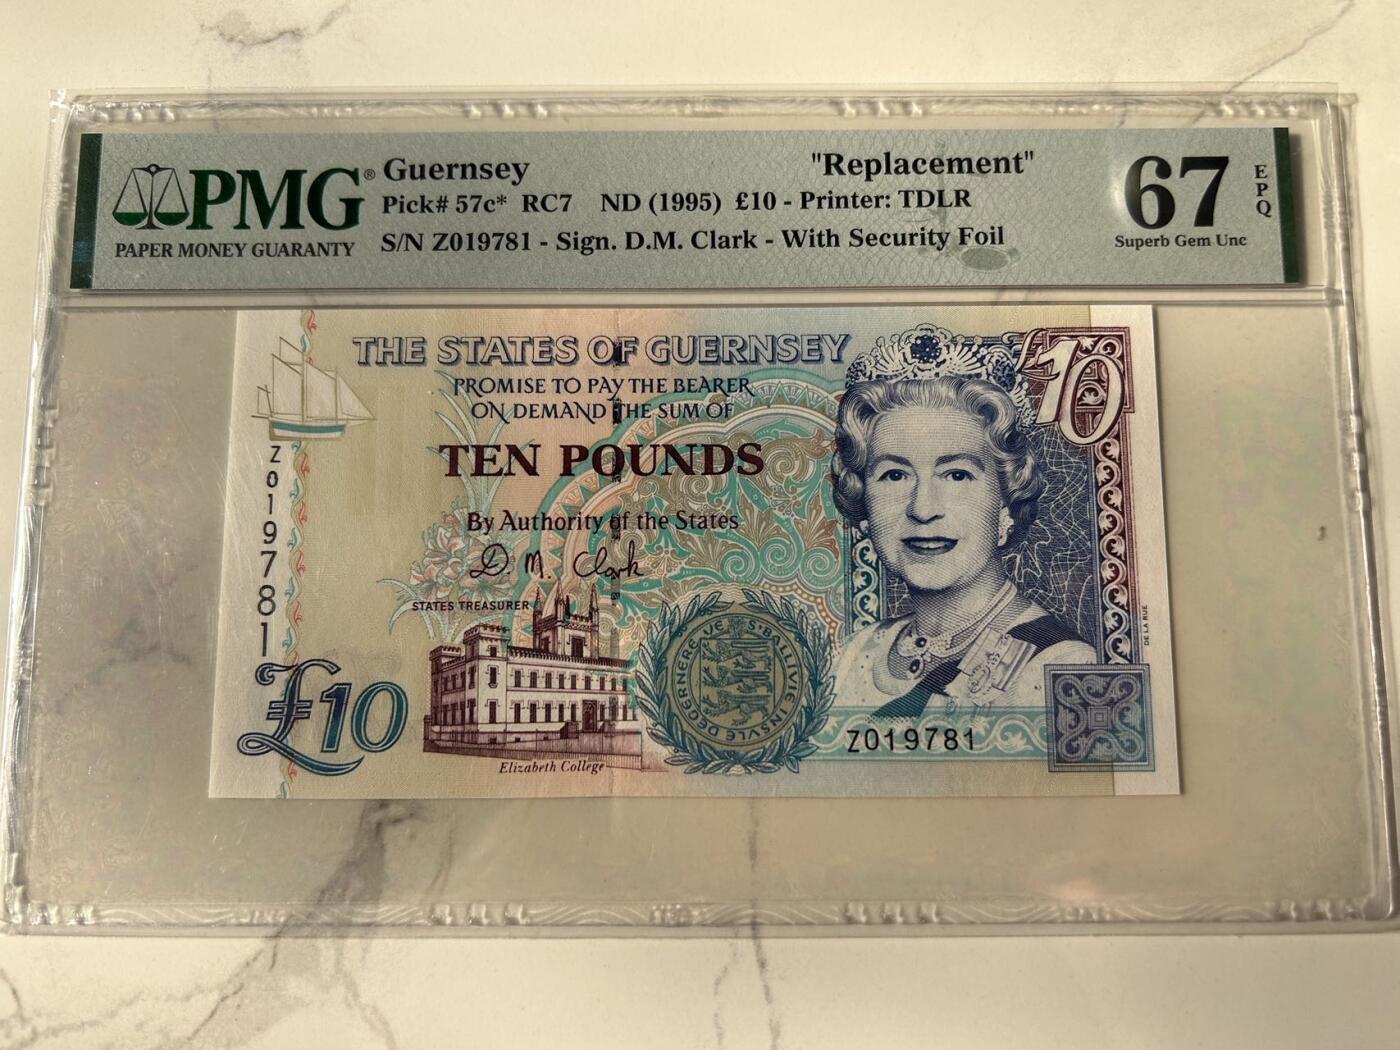 PMG®
PAPER MONEY GUARANTY
Guernsey
"Replacement"
Pick# 57c* RC7 ND (1995) £10 - Printer: TDLR
S/N Z019781 - Sign. D.M. Clark - With Security Foil
67
EPQ
Superb Gem Unc
THE STATES OF GUERNSEY
PROMISE TO PAY THE BEARER
ON DEMAND THE SUM OF
TEN POUNDS
By Authority of the States
D. M. Clark
STATES TREASURER
£10
Z019781
£10
Elizabeth College
S·BALLIVIE INSVLE DEGERNEREYE
Z019781
DE LA RUE